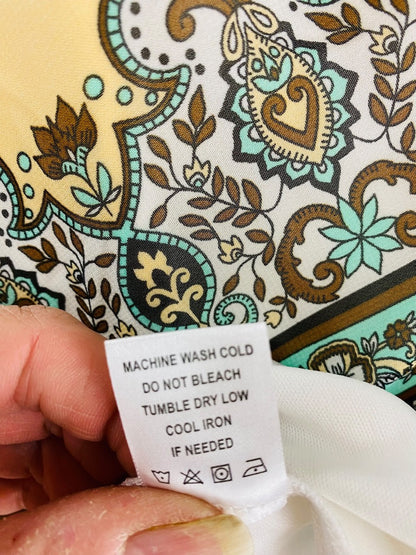 MACHINE WASH COLD
DO NOT BLEACH
TUMBLE DRY LOW
COOL IRON
IF NEEDED